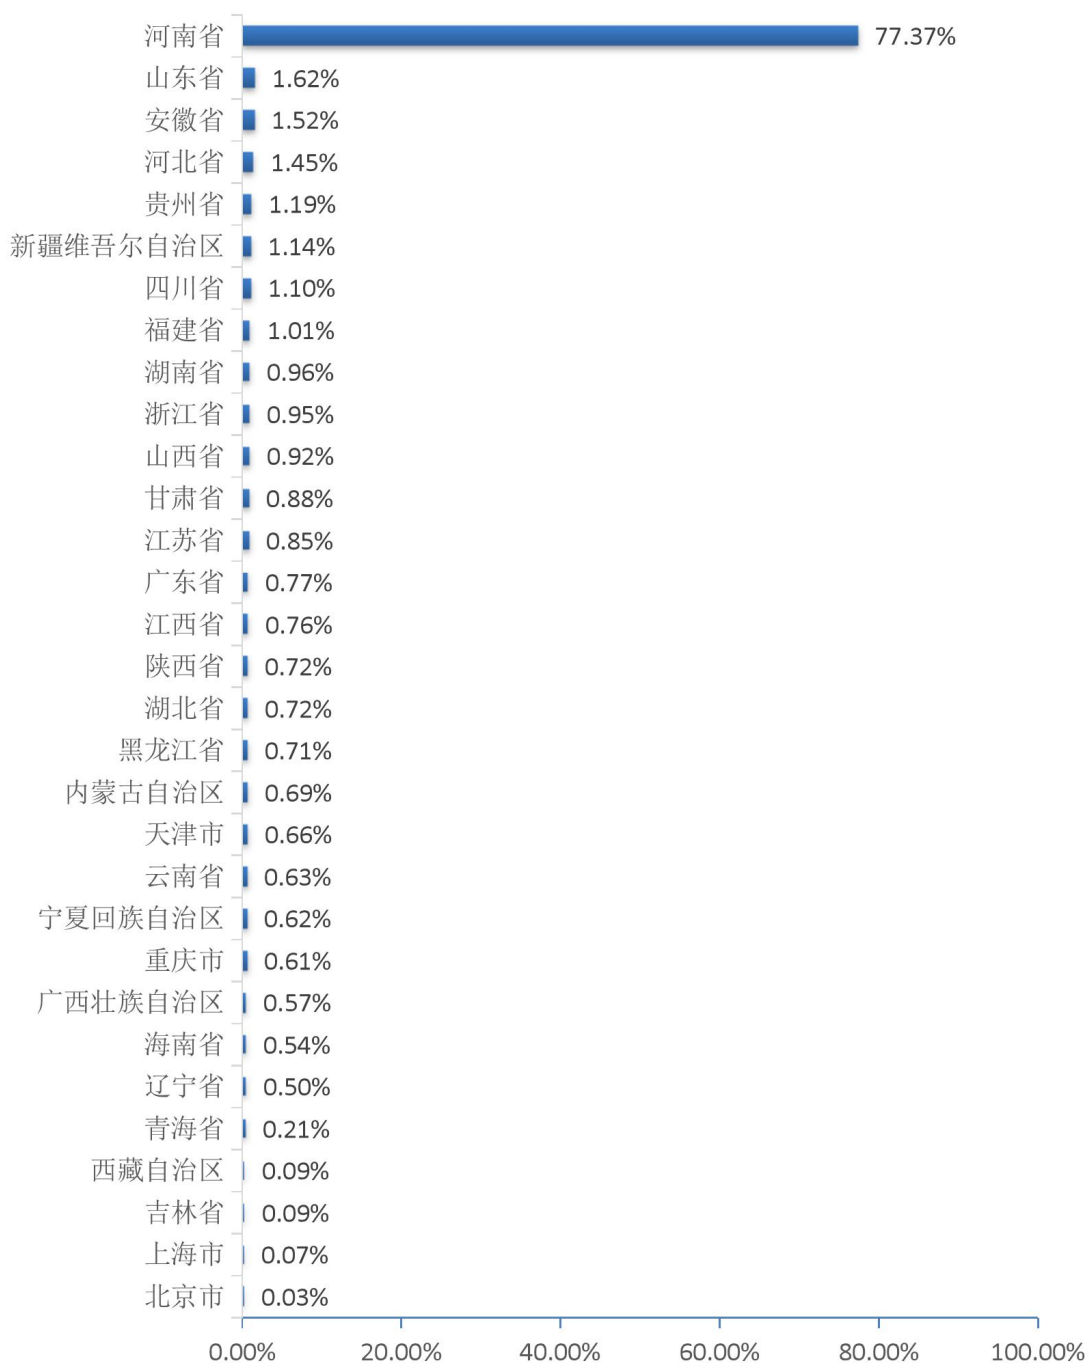 河南省 77.37%
山东省 1.62%
安徽省 1.52%
河北省 1.45%
贵州省 1.19%
新疆维吾尔自治区 1.14%
四川省 1.10%
福建省 1.01%
湖南省 0.96%
浙江省 0.95%
山西省 0.92%
甘肃省 0.88%
江苏省 0.85%
广东省 0.77%
江西省 0.76%
陕西省 0.72%
湖北省 0.72%
黑龙江省 0.71%
内蒙古自治区 0.69%
天津市 0.66%
云南省 0.63%
宁夏回族自治区 0.62%
重庆市 0.61%
广西壮族自治区 0.57%
海南省 0.54%
辽宁省 0.50%
青海省 0.21%
西藏自治区 0.09%
吉林省 0.09%
上海市 0.07%
北京市 0.03%
0.00% 20.00% 40.00% 60.00% 80.00% 100.00%